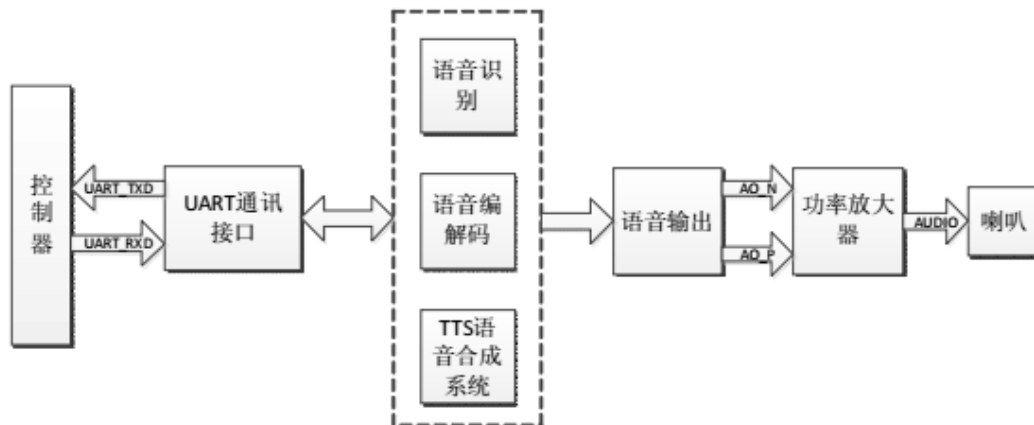 控
制
器
UART_TXD
UART_RXD
UART通讯
接口
语音识
别
语音编
解码
TTS语
音合成
系统
语音输出
AO_N
AO_P
功率放大
器
AUDIO
喇叭